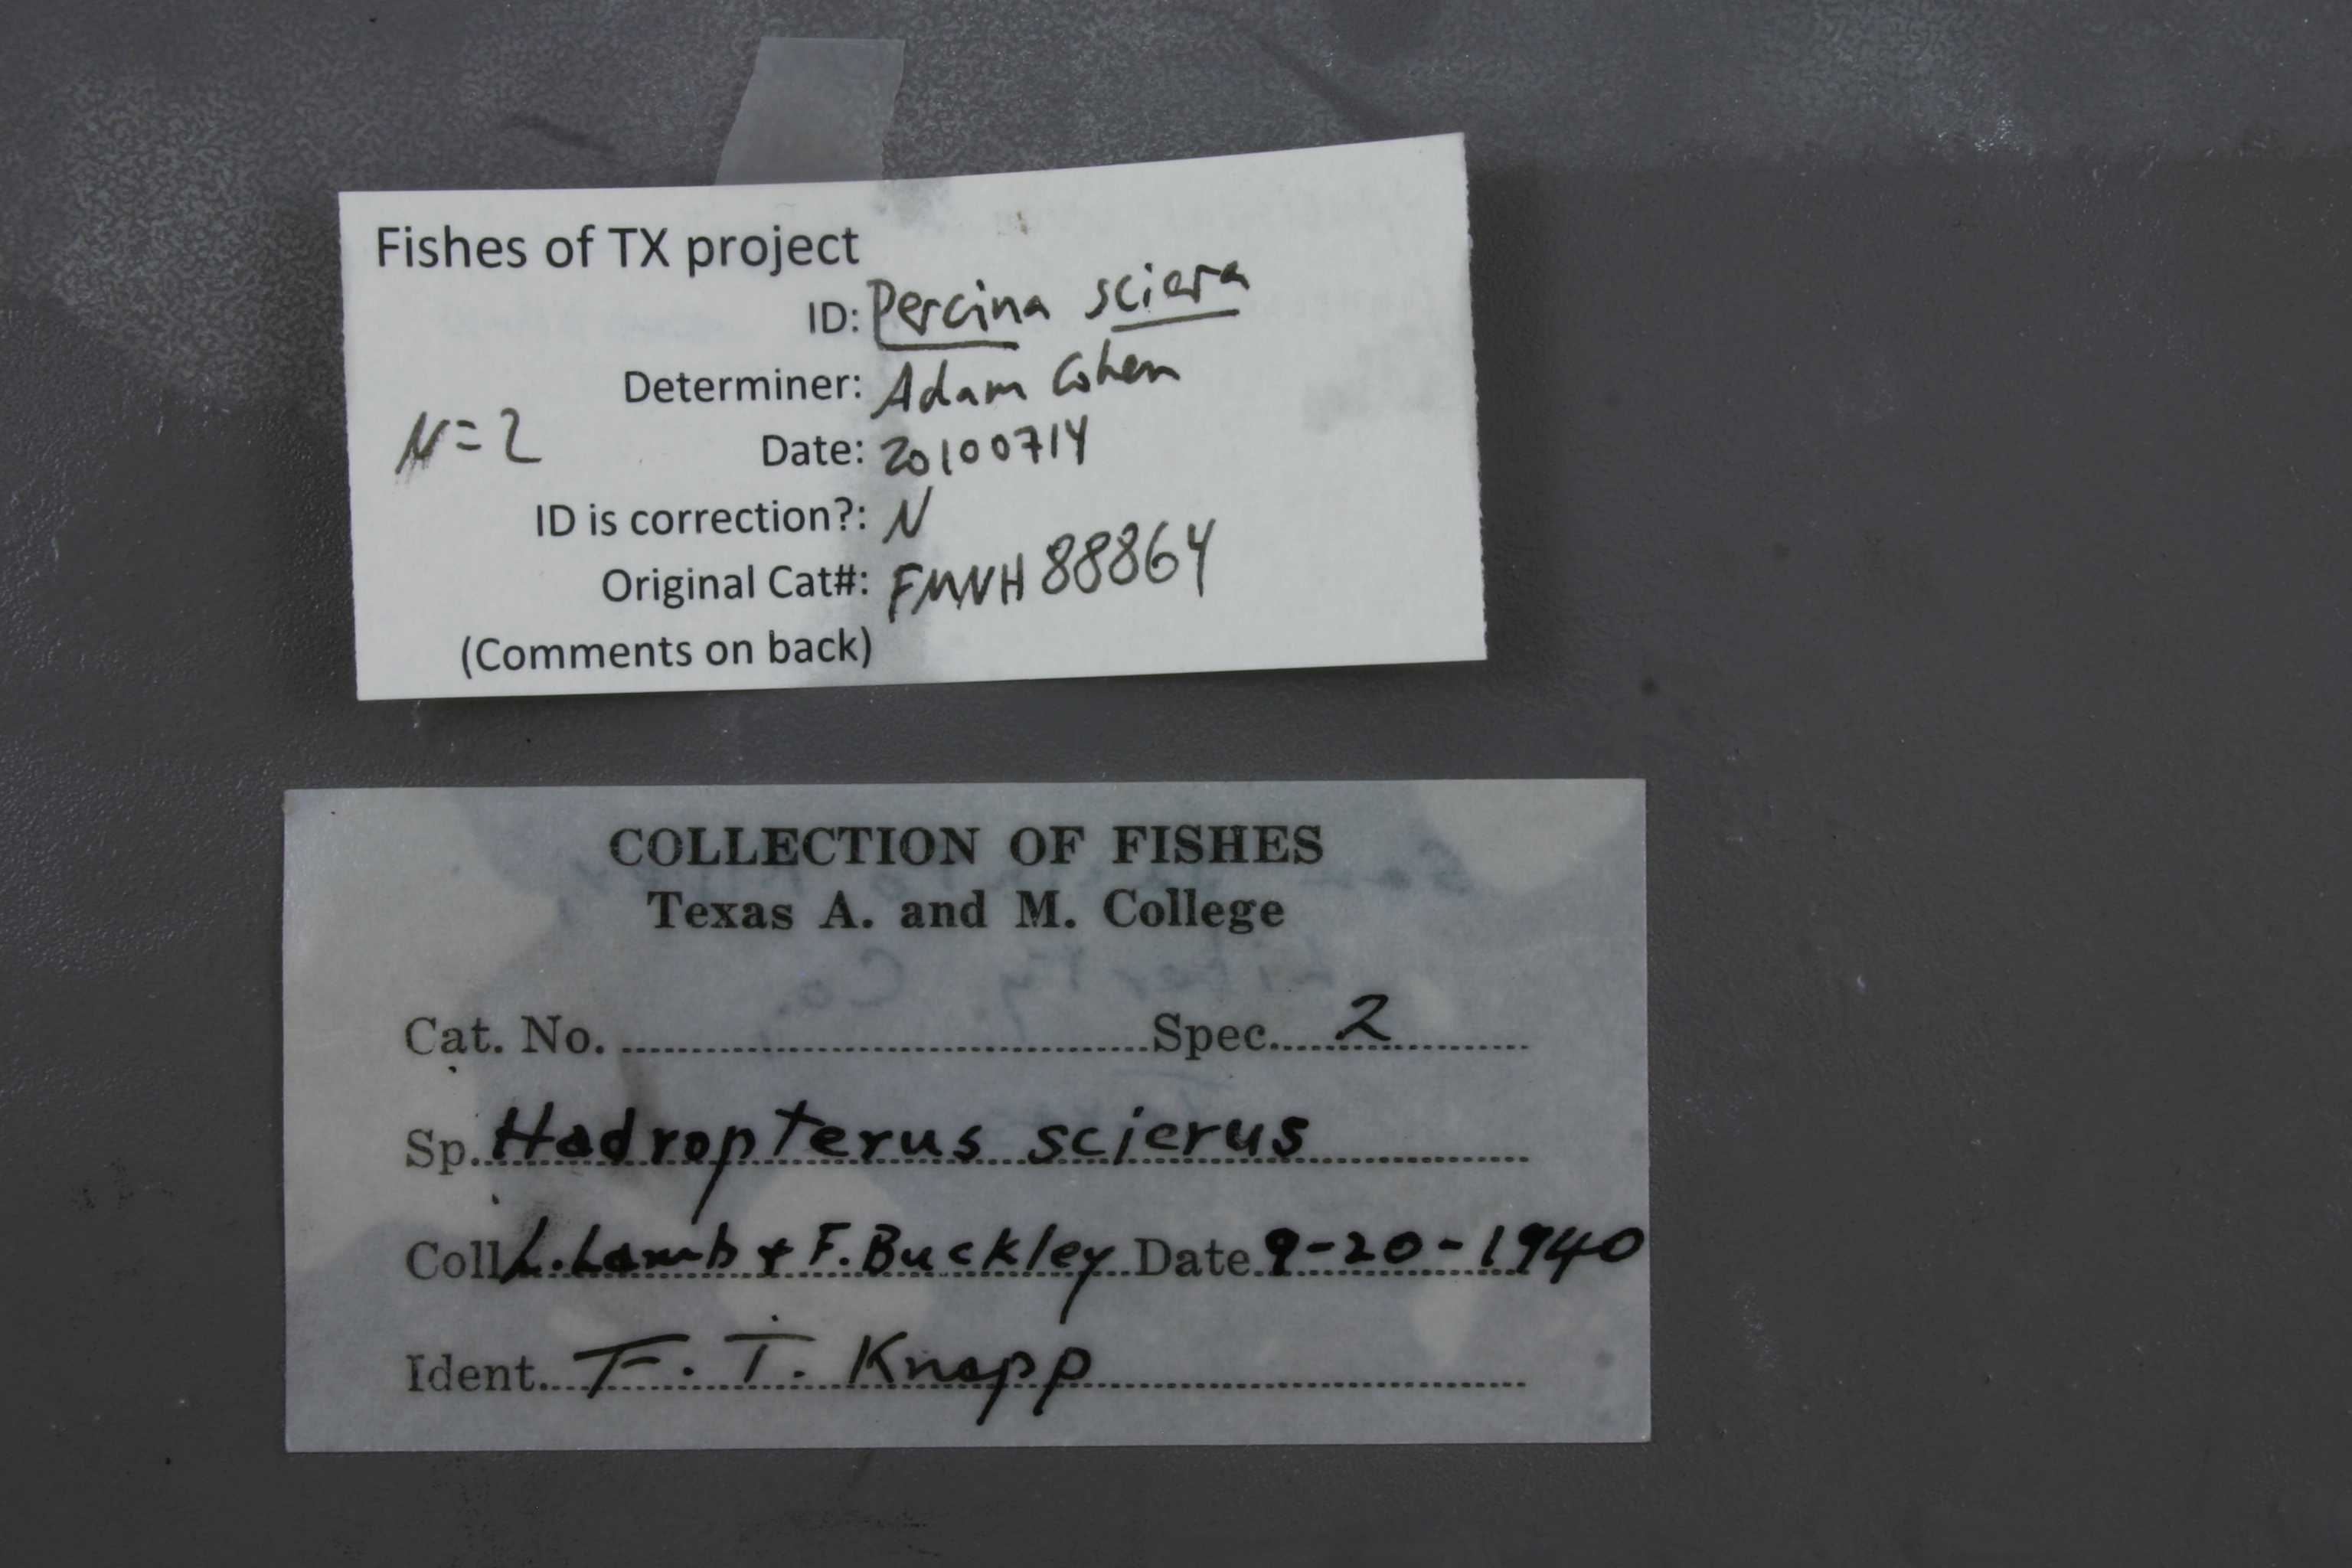 Fishes of TX project
ID: Percina sciera
Determiner: Adam Cohen
N=2
Date: 20100714
ID is correction?: N
Original Cat#: FMNH 88864
(Comments on back)
COLLECTION OF FISHES
Texas A. and M. College
Cat. No. Spec. 2
Sp. Hadropterus scierus
Coll. L. Lamb + F. Buckley Date 9-20-1940
Ident. F. T. Knapp